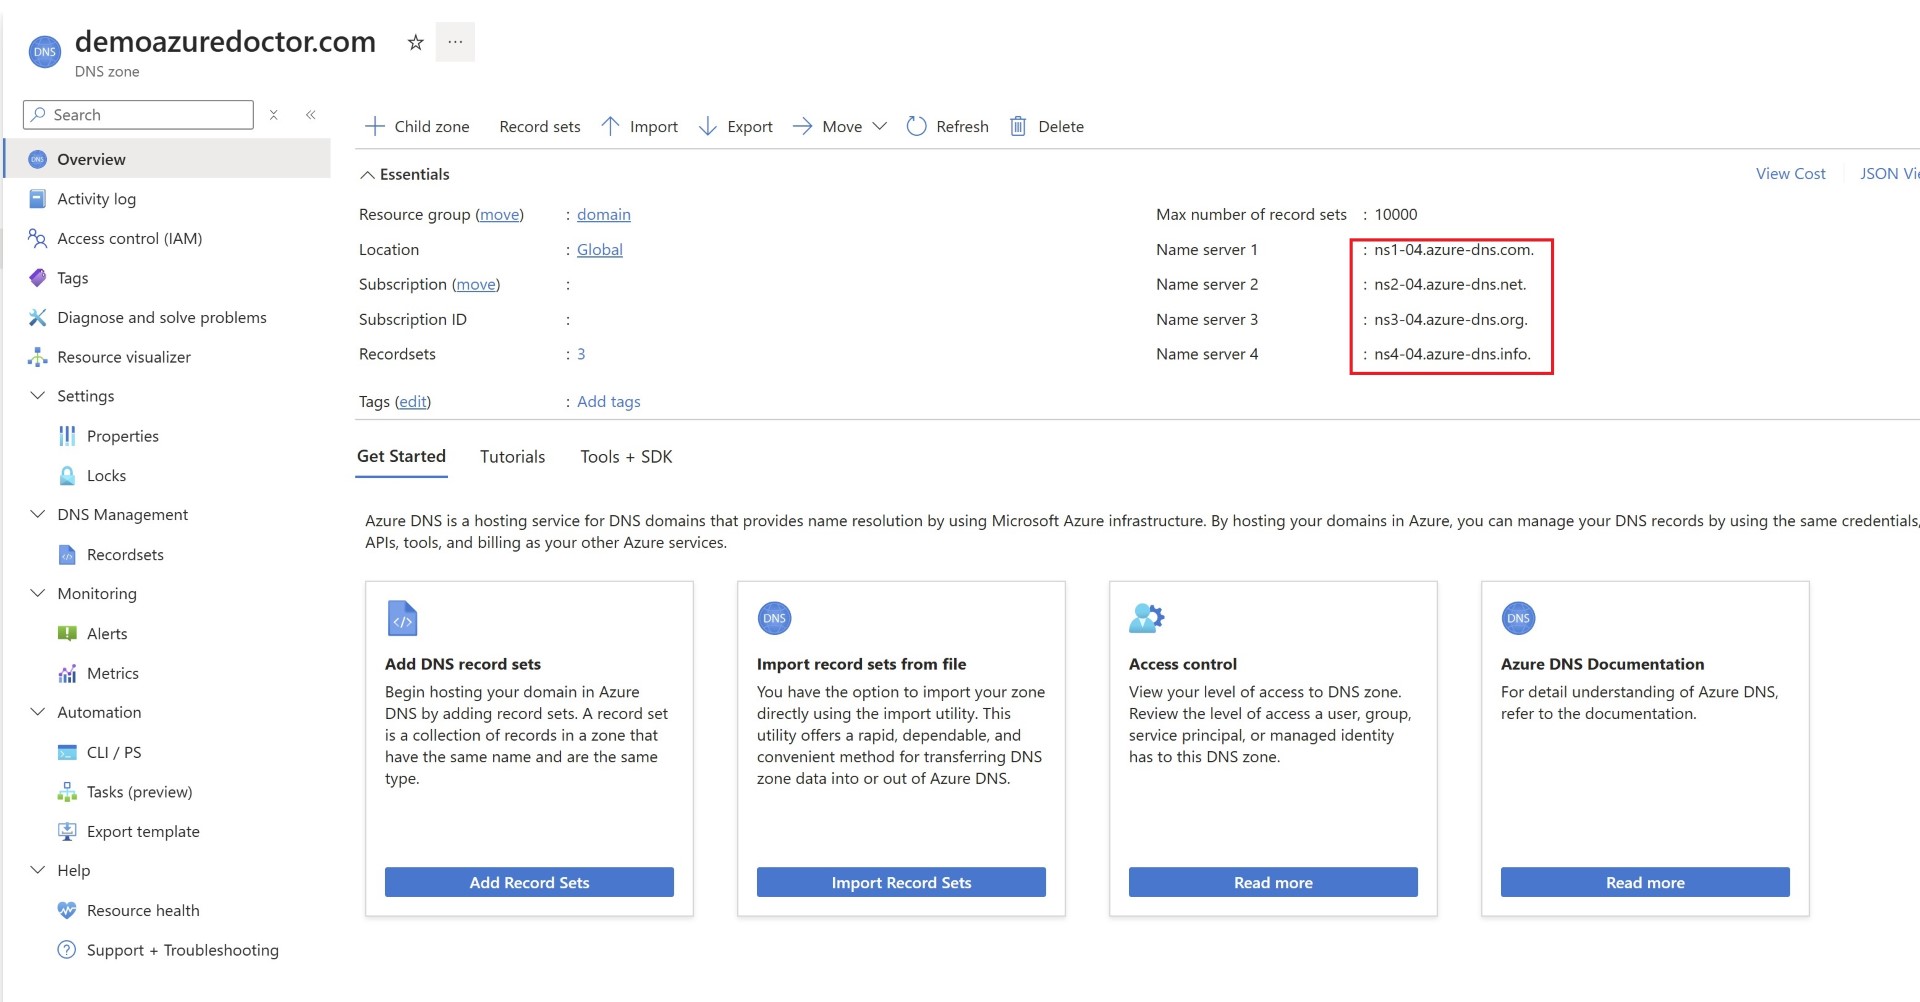 demoazuredoctor.com
DNS zone
DNS
Search
Overview
Activity log
Access control (IAM)
Tags
Diagnose and solve problems
Resource visualizer
Settings
Properties
Locks
DNS Management
Recordsets
Monitoring
Alerts
Metrics
Automation
CLI / PS
Tasks (preview)
Export template
Help
Resource health
Support + Troubleshooting
Child zone Record sets Import Export Move Refresh Delete
Essentials
View Cost JSON Vie
Resource group (move) : domain
Location : Global
Subscription (move) :
Subscription ID :
Recordsets : 3
Tags (edit) : Add tags
Max number of record sets : 10000
Name server 1 : ns1-04.azure-dns.com.
Name server 2 : ns2-04.azure-dns.net.
Name server 3 : ns3-04.azure-dns.org.
Name server 4 : ns4-04.azure-dns.info.
Get Started Tutorials Tools + SDK
Azure DNS is a hosting service for DNS domains that provides name resolution by using Microsoft Azure infrastructure. By hosting your domains in Azure, you can manage your DNS records by using the same credentials,
APIs, tools, and billing as your other Azure services.
Add DNS record sets
Begin hosting your domain in Azure
DNS by adding record sets. A record set
is a collection of records in a zone that
have the same name and are the same
type.
Add Record Sets
DNS
Import record sets from file
You have the option to import your zone
directly using the import utility. This
utility offers a rapid, dependable, and
convenient method for transferring DNS
zone data into or out of Azure DNS.
Import Record Sets
Access control
View your level of access to DNS zone.
Review the level of access a user, group,
service principal, or managed identity
has to this DNS zone.
Read more
DNS
Azure DNS Documentation
For detail understanding of Azure DNS,
refer to the documentation.
Read more